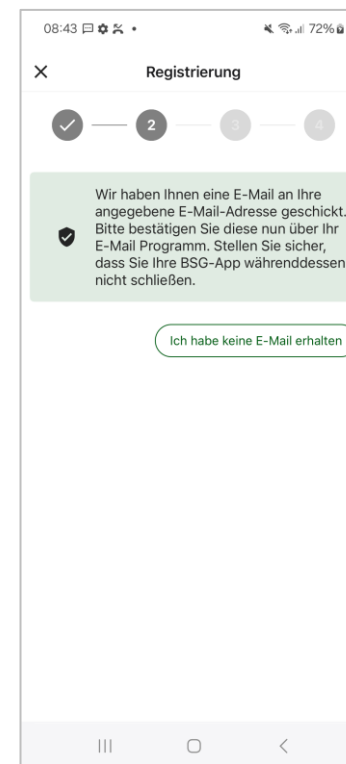 08:43 72%
Registrierung
2 3 4
Wir haben Ihnen eine E-Mail an Ihre
angegebene E-Mail-Adresse geschickt.
Bitte bestätigen Sie diese nun über Ihr
E-Mail Programm. Stellen Sie sicher,
dass Sie Ihre BSG-App währenddessen
nicht schließen.
Ich habe keine E-Mail erhalten